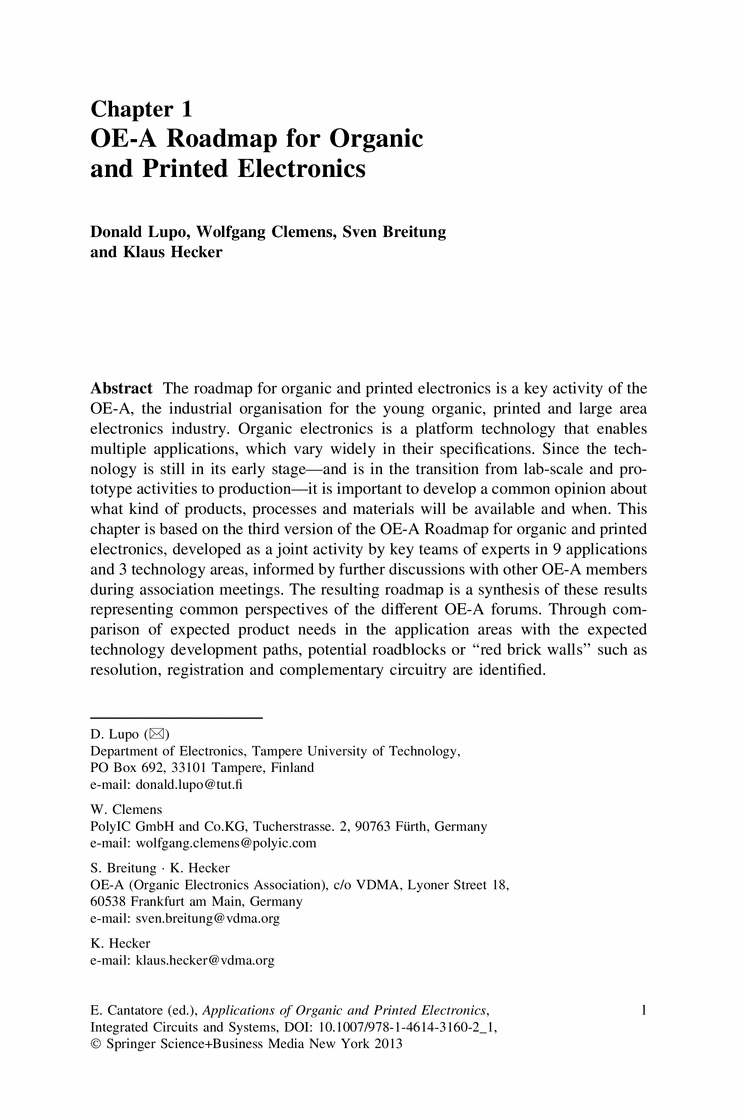 Chapter 1
OE-A Roadmap for Organic
and Printed Electronics
Donald Lupo, Wolfgang Clemens, Sven Breitung
and Klaus Hecker
Abstract The roadmap for organic and printed electronics is a key activity of the
OE-A, the industrial organisation for the young organic, printed and large area
electronics industry. Organic electronics is a platform technology that enables
multiple applications, which vary widely in their specifications. Since the tech-
nology is still in its early stage—and is in the transition from lab-scale and pro-
totype activities to production—it is important to develop a common opinion about
what kind of products, processes and materials will be available and when. This
chapter is based on the third version of the OE-A Roadmap for organic and printed
electronics, developed as a joint activity by key teams of experts in 9 applications
and 3 technology areas, informed by further discussions with other OE-A members
during association meetings. The resulting roadmap is a synthesis of these results
representing common perspectives of the different OE-A forums. Through com-
parison of expected product needs in the application areas with the expected
technology development paths, potential roadblocks or ‘‘red brick walls’’ such as
resolution, registration and complementary circuitry are identified.
D. Lupo (✉)
Department of Electronics, Tampere University of Technology,
PO Box 692, 33101 Tampere, Finland
e-mail: donald.lupo@tut.fi
W. Clemens
PolyIC GmbH and Co.KG, Tucherstrasse. 2, 90763 Fürth, Germany
e-mail: wolfgang.clemens@polyic.com
S. Breitung · K. Hecker
OE-A (Organic Electronics Association), c/o VDMA, Lyoner Street 18,
60538 Frankfurt am Main, Germany
e-mail: sven.breitung@vdma.org
K. Hecker
e-mail: klaus.hecker@vdma.org
E. Cantatore (ed.), Applications of Organic and Printed Electronics, 1
Integrated Circuits and Systems, DOI: 10.1007/978-1-4614-3160-2_1,
© Springer Science+Business Media New York 2013